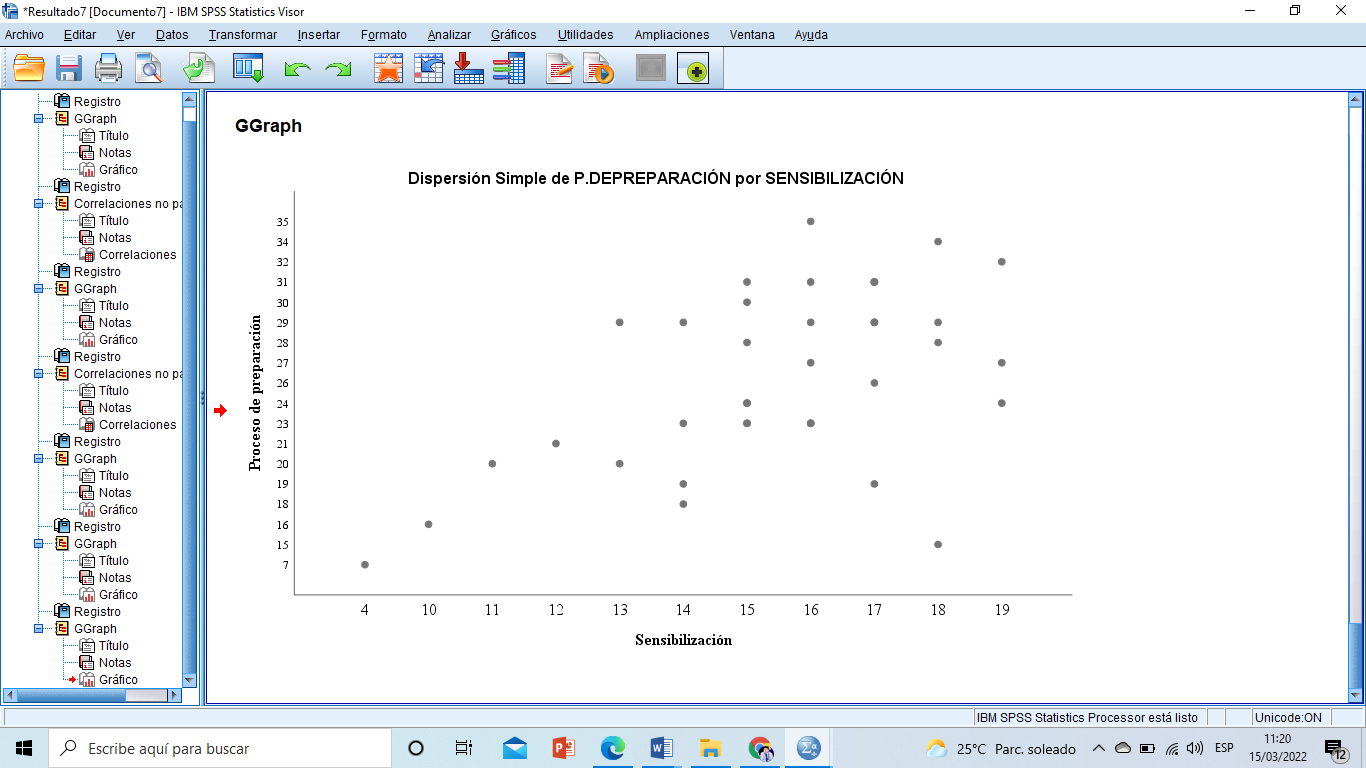 *Resultado7 [Documento7] - IBM SPSS Statistics Visor
Archivo Editar Ver Datos Transformar Insertar Formato Analizar Gráficos Utilidades Ampliaciones Ventana Ayuda
Registro
GGraph
Título
Notas
Gráfico
Registro
Correlaciones no pa
Título
Notas
Correlaciones
Registro
GGraph
Título
Notas
Gráfico
Registro
Correlaciones no pa
Título
Notas
Correlaciones
Registro
GGraph
Título
Notas
Gráfico
Registro
GGraph
Título
Notas
Gráfico
Registro
GGraph
Título
Notas
Gráfico
GGraph
Dispersión Simple de P.DEPREPARACIÓN por SENSIBILIZACIÓN
Proceso de preparación
35
34
32
31
30
29
28
27
26
24
23
21
20
19
18
16
15
7
4 10 11 12 13 14 15 16 17 18 19
Sensibilización
IBM SPSS Statistics Processor está listo Unicode:ON
Escribe aquí para buscar
25°C Parc. soleado
ESP
11:20
15/03/2022
12